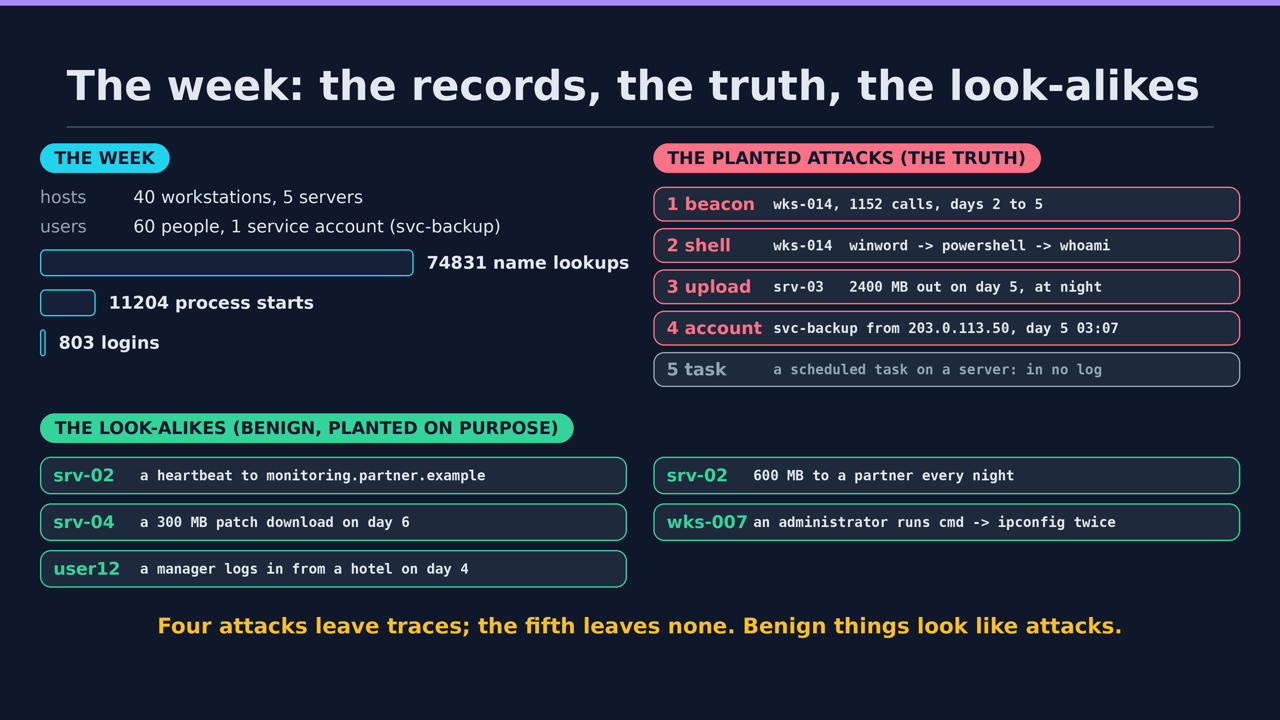 The week: the records, the truth, the look-alikes
THE WEEK
hosts 40 workstations, 5 servers
users 60 people, 1 service account (svc-backup)
74831 name lookups
11204 process starts
803 logins
THE PLANTED ATTACKS (THE TRUTH)
1 beacon wks-014, 1152 calls, days 2 to 5
2 shell wks-014 winword -> powershell -> whoami
3 upload srv-03 2400 MB out on day 5, at night
4 account svc-backup from 203.0.113.50, day 5 03:07
5 task a scheduled task on a server: in no log
THE LOOK-ALIKES (BENIGN, PLANTED ON PURPOSE)
srv-02 a heartbeat to monitoring.partner.example
srv-02 600 MB to a partner every night
srv-04 a 300 MB patch download on day 6
wks-007 an administrator runs cmd -> ipconfig twice
user12 a manager logs in from a hotel on day 4
Four attacks leave traces; the fifth leaves none. Benign things look like attacks.